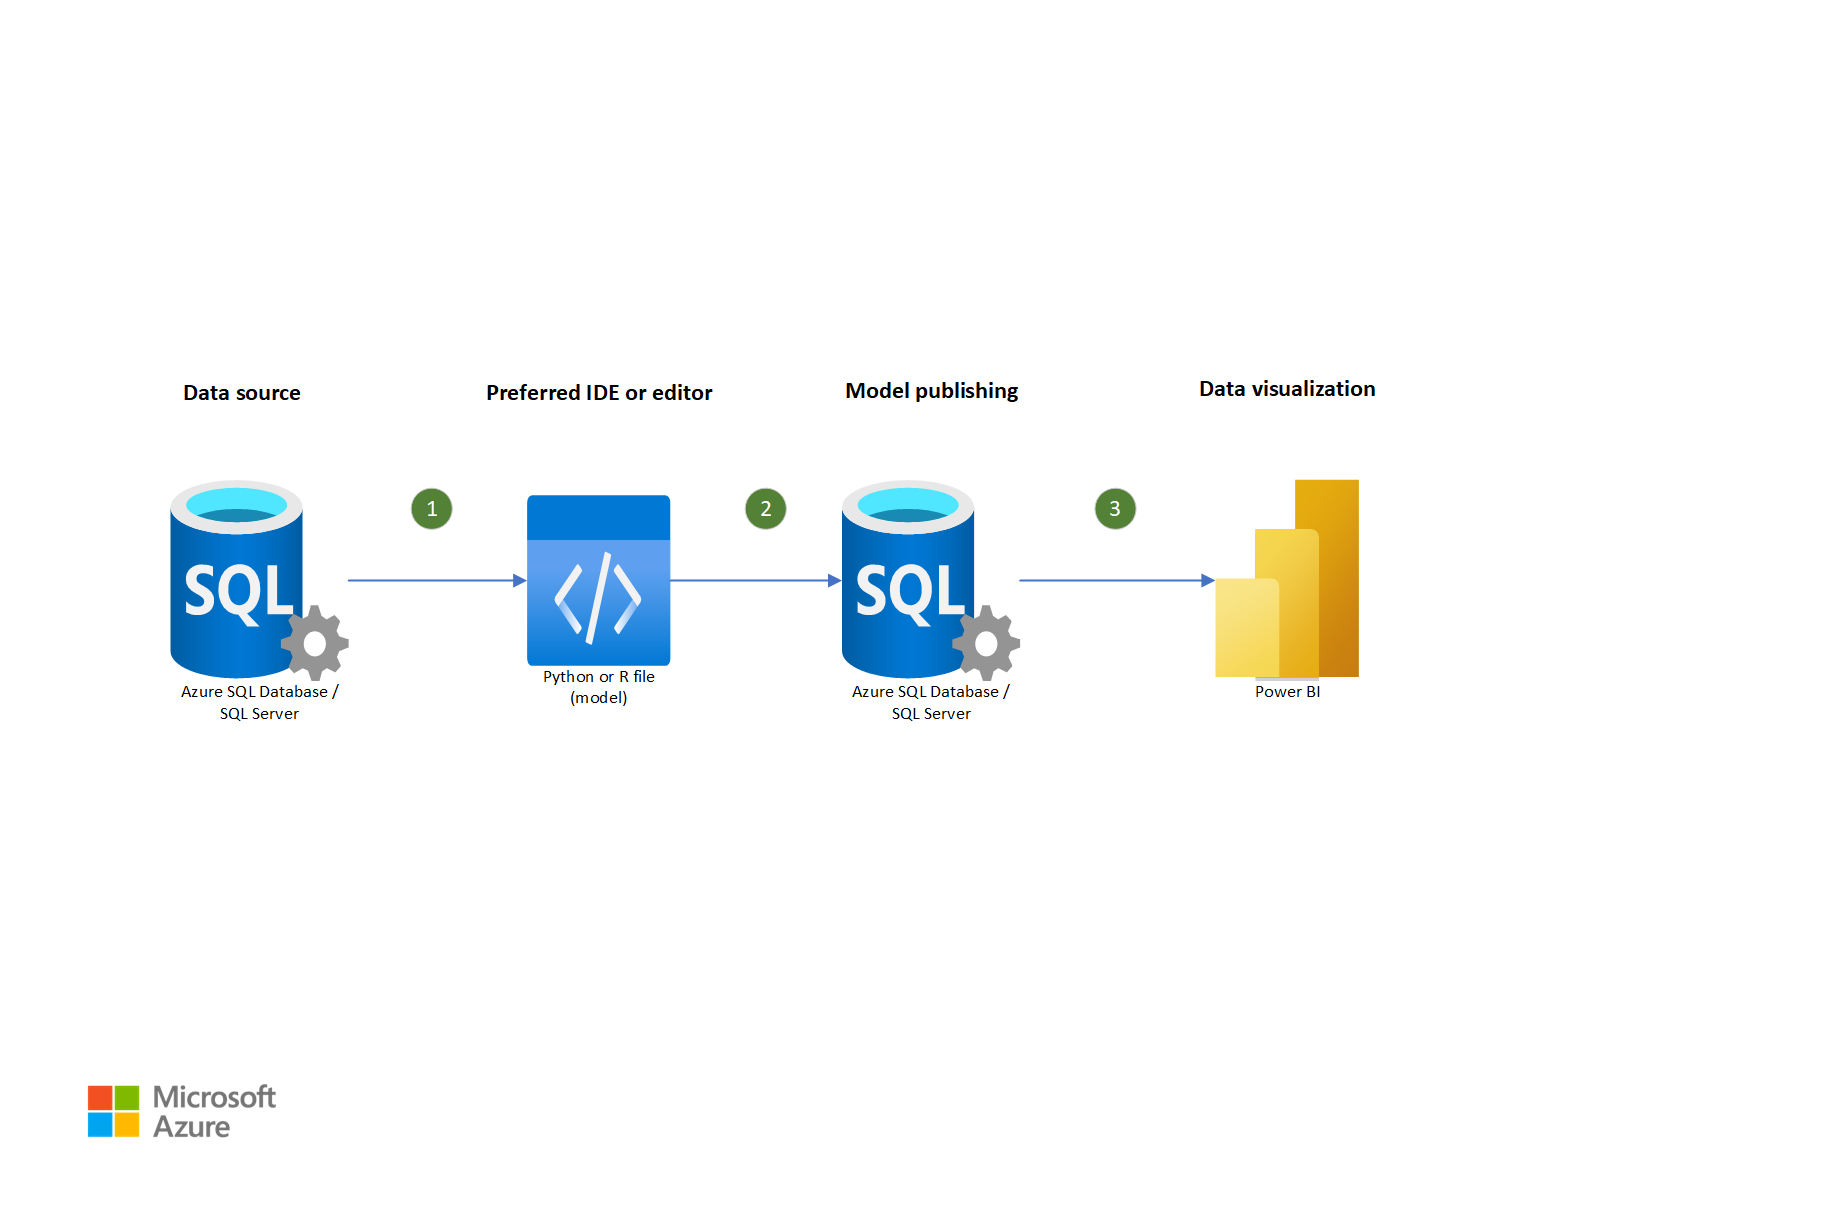 Data source
Preferred IDE or editor
Model publishing
Data visualization
1
2
3
SQL
SQL
Azure SQL Database /
SQL Server
Python or R file
(model)
Azure SQL Database /
SQL Server
Power BI
Microsoft
Azure